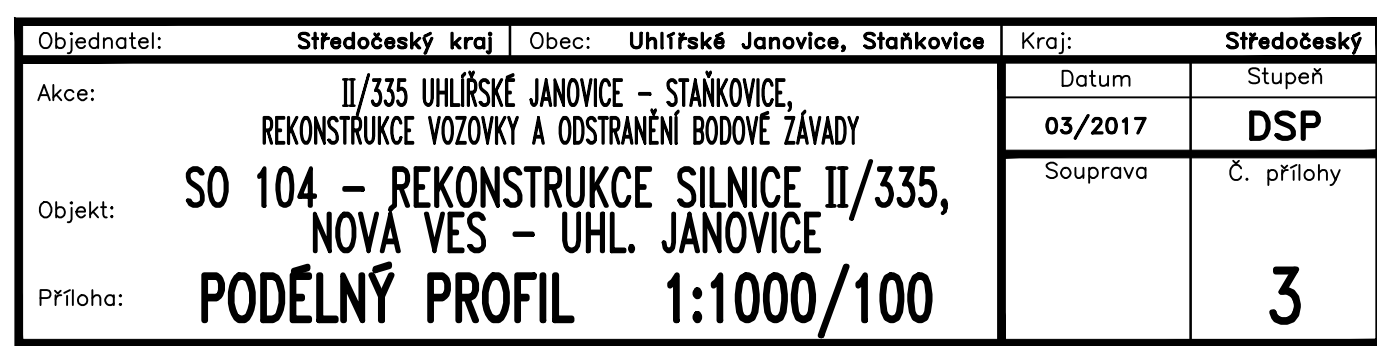 Objednatel: Středočeský kraj Obec: Uhlířské Janovice, Staňkovice Kraj: Středočeský
Akce: II/335 UHLÍŘSKÉ JANOVICE – STAŇKOVICE,
REKONSTRUKCE VOZOVKY A ODSTRANĚNÍ BODOVÉ ZÁVADY
Datum Stupeň
03/2017 DSP
Objekt: SO 104 – REKONSTRUKCE SILNICE II/335,
NOVÁ VES – UHL. JANOVICE
Souprava Č. přílohy
Příloha: PODÉLNÝ PROFIL 1:1000/100
3